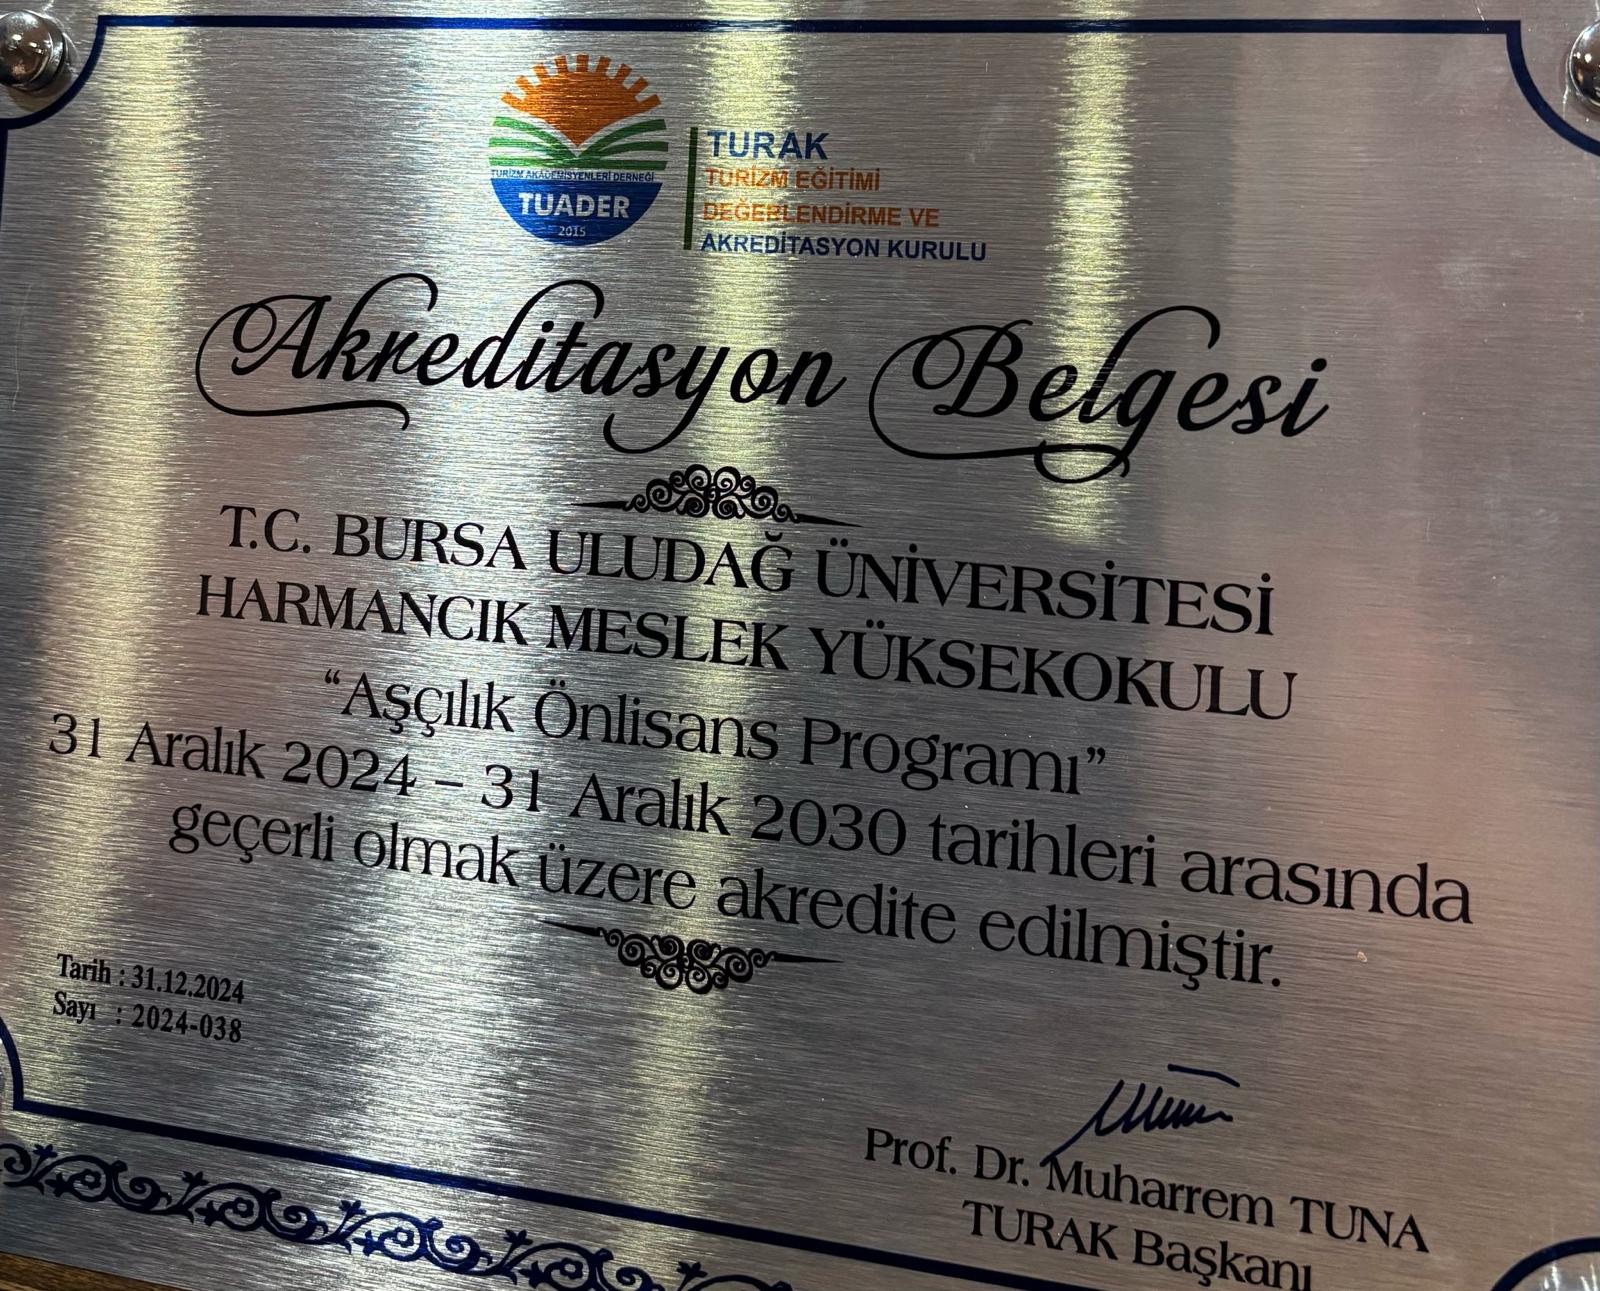 TURİZM AKADEMİSYENLERİ DERNEĞİ
TUADER
2015
TURAK
TURİZM EĞİTİMİ
DEĞERLENDİRME VE
AKREDİTASYON KURULU
Akreditasyon Belgesi
T.C. BURSA ULUDAĞ ÜNİVERSİTESİ
HARMANCIK MESLEK YÜKSEKOKULU
“Aşçılık Önlisans Programı”
31 Aralık 2024 – 31 Aralık 2030 tarihleri arasında
geçerli olmak üzere akredite edilmiştir.
Tarih : 31.12.2024
Sayı : 2024-038
Prof. Dr. Muharrem TUNA
TURAK Başkanı